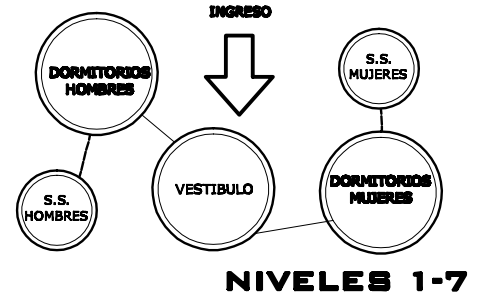 INGRESO
S.S.
MUJERES
DORMITORIOS
HOMBRES
VESTIBULO
DORMITORIOS
MUJERES
S.S.
HOMBRES
NIVELES 1-7